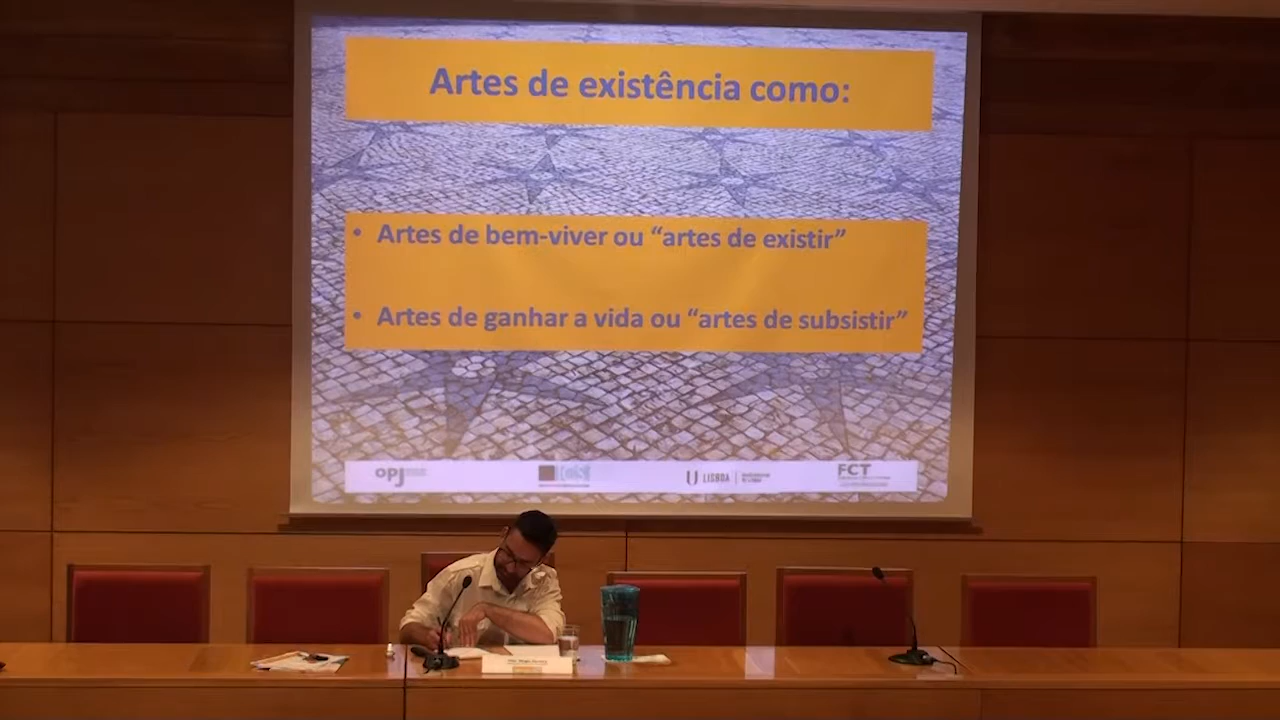 Artes de existência como:
• Artes de bem-viver ou “artes de existir”
• Artes de ganhar a vida ou “artes de subsistir”
OPJ
LISBOA
FCT